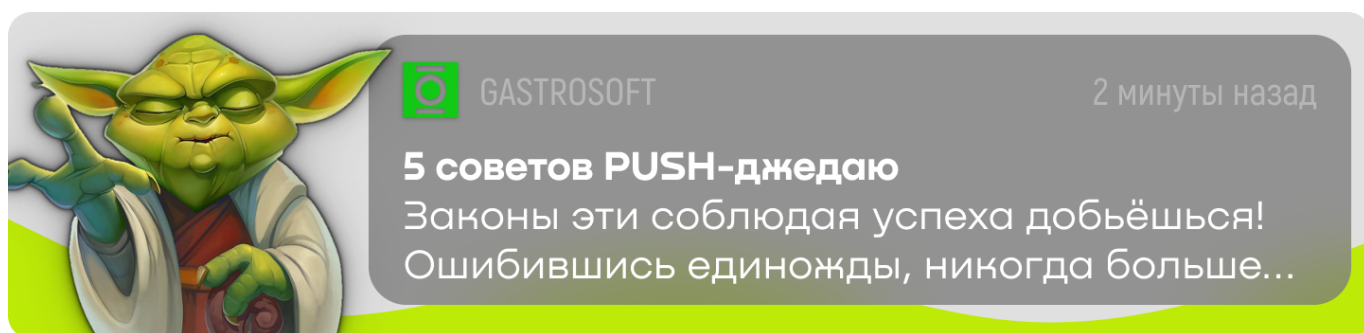 GASTROSOFT
2 минуты назад
5 советов PUSH-джедаю
Законы эти соблюдая успеха добьёшься!
Ошибившись единожды, никогда больше...